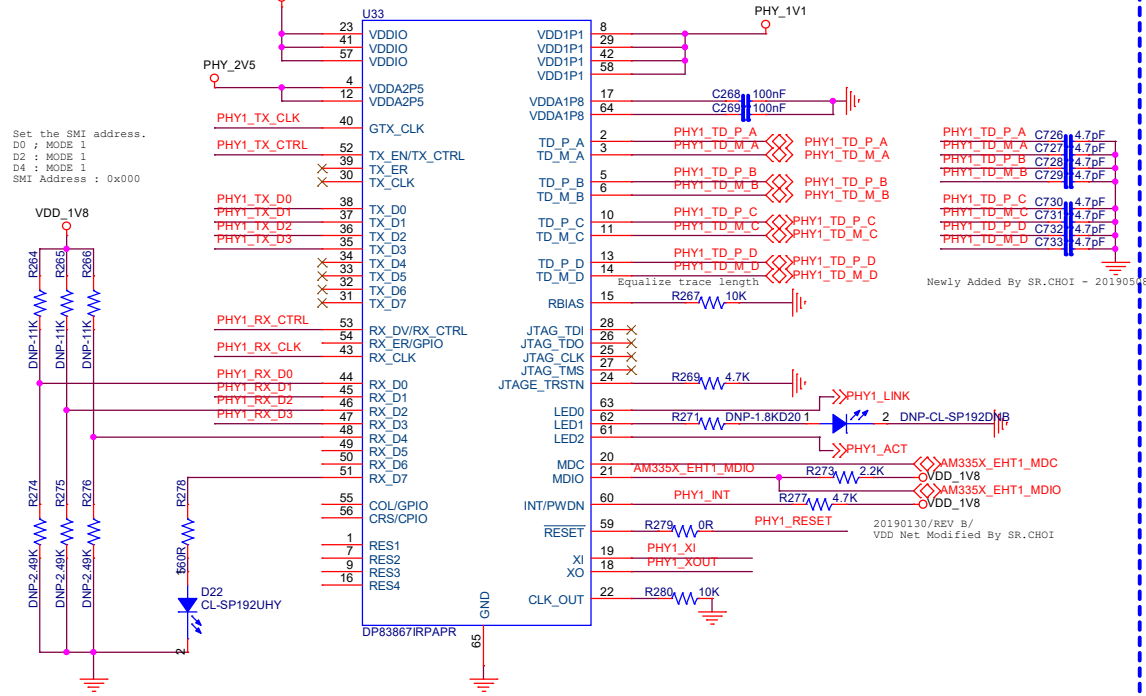 U33
23 VDDIO
41 VDDIO
57 VDDIO
PHY_2V5
4 VDDA2P5
12 VDDA2P5
PHY1_TX_CLK 40 GTX_CLK
PHY1_TX_CTRL 52 TX_EN/TX_CTRL
39 TX_ER
30 TX_CLK
PHY1_TX_D0 38 TX_D0
PHY1_TX_D1 37 TX_D1
PHY1_TX_D2 36 TX_D2
PHY1_TX_D3 35 TX_D3
34 TX_D4
33 TX_D5
32 TX_D6
31 TX_D7
PHY1_RX_CTRL 53 RX_DV/RX_CTRL
54 RX_ER/GPIO
PHY1_RX_CLK 43 RX_CLK
PHY1_RX_D0 44 RX_D0
PHY1_RX_D1 45 RX_D1
PHY1_RX_D2 46 RX_D2
PHY1_RX_D3 47 RX_D3
48 RX_D4
49 RX_D5
50 RX_D6
51 RX_D7
55 COL/GPIO
56 CRS/CPIO
1 RES1
7 RES2
9 RES3
16 RES4
GND
65
DP83867IRPAPR
Set the SMI address.
D0 ; MODE 1
D2 : MODE 1
D4 : MODE 1
SMI Address : 0x000
VDD_1V8
R264 DNP-11K
R265 DNP-11K
R266 DNP-11K
R274 DNP-2.49K
R275 DNP-2.49K
R276 DNP-2.49K
R278 560R
1
D22
CL-SP192UHY
2
PHY_1V1
VDD1P1 8
VDD1P1 29
VDD1P1 42
VDD1P1 58
VDDA1P8 17 C268 100nF
VDDA1P8 64 C269 100nF
TD_P_A 2 PHY1_TD_P_A PHY1_TD_P_A
TD_M_A 3 PHY1_TD_M_A PHY1_TD_M_A
TD_P_B 5 PHY1_TD_P_B PHY1_TD_P_B
TD_M_B 6 PHY1_TD_M_B PHY1_TD_M_B
TD_P_C 10 PHY1_TD_P_C PHY1_TD_P_C
TD_M_C 11 PHY1_TD_M_C PHY1_TD_M_C
TD_P_D 13 PHY1_TD_P_D PHY1_TD_P_D
TD_M_D 14 PHY1_TD_M_D PHY1_TD_M_D
Equalize trace length
RBIAS 15 R267 10K
JTAG_TDI 28
JTAG_TDO 26
JTAG_CLK 25
JTAG_TMS 27
JTAGE_TRSTN 24 R269 4.7K
LED0 63 PHY1_LINK
LED1 62 R271 DNP-1.8K D20 1 2 DNP-CL-SP192DNB
LED2 61 PHY1_ACT
MDC 20 AM335X_EHT1_MDC
MDIO 21 AM335X_EHT1_MDIO R273 2.2K VDD_1V8
AM335X_EHT1_MDIO
INT/PWDN 60 PHY1_INT R277 4.7K VDD_1V8
RESET 59 R279 0R PHY1_RESET
20190130/REV B/
VDD Net Modified By SR.CHOI
XI 19 PHY1_XI
XO 18 PHY1_XOUT
CLK_OUT 22 R280 10K
PHY1_TD_P_A C726 4.7pF
PHY1_TD_M_A C727 4.7pF
PHY1_TD_P_B C728 4.7pF
PHY1_TD_M_B C729 4.7pF
PHY1_TD_P_C C730 4.7pF
PHY1_TD_M_C C731 4.7pF
PHY1_TD_P_D C732 4.7pF
PHY1_TD_M_D C733 4.7pF
Newly Added By SR.CHOI - 20190508